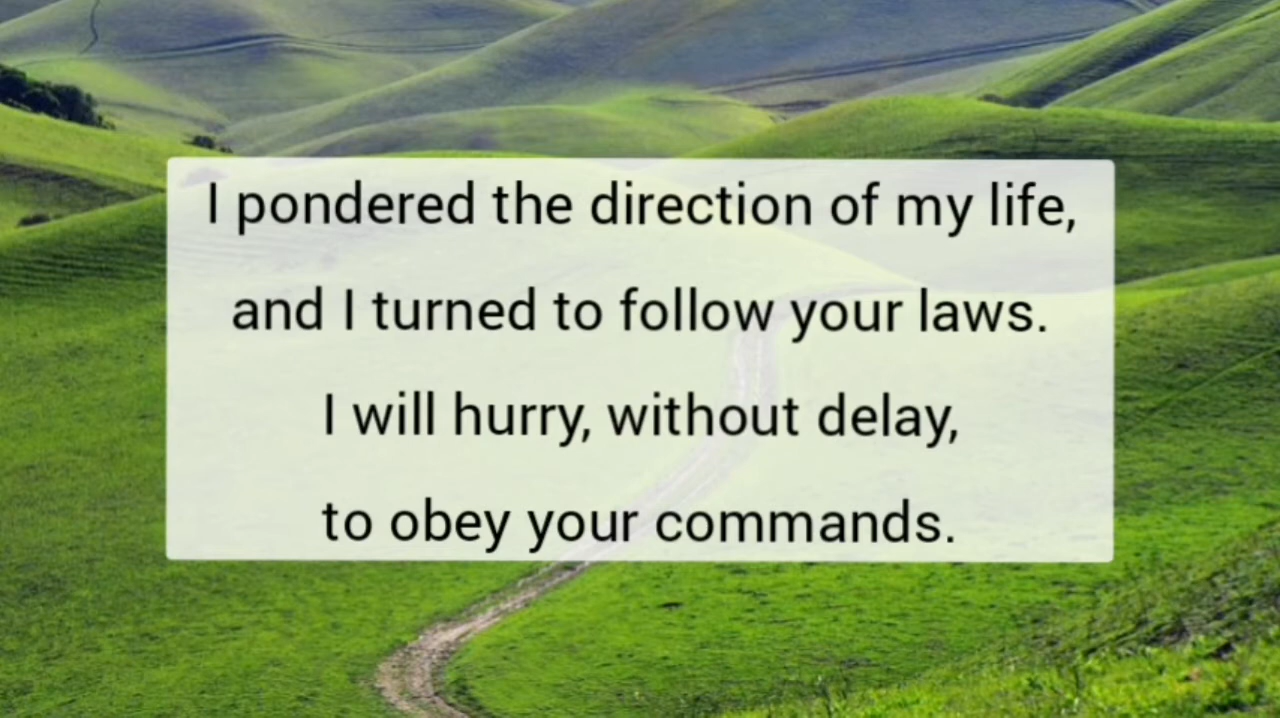 I pondered the direction of my life,
and I turned to follow your laws.
I will hurry, without delay,
to obey your commands.